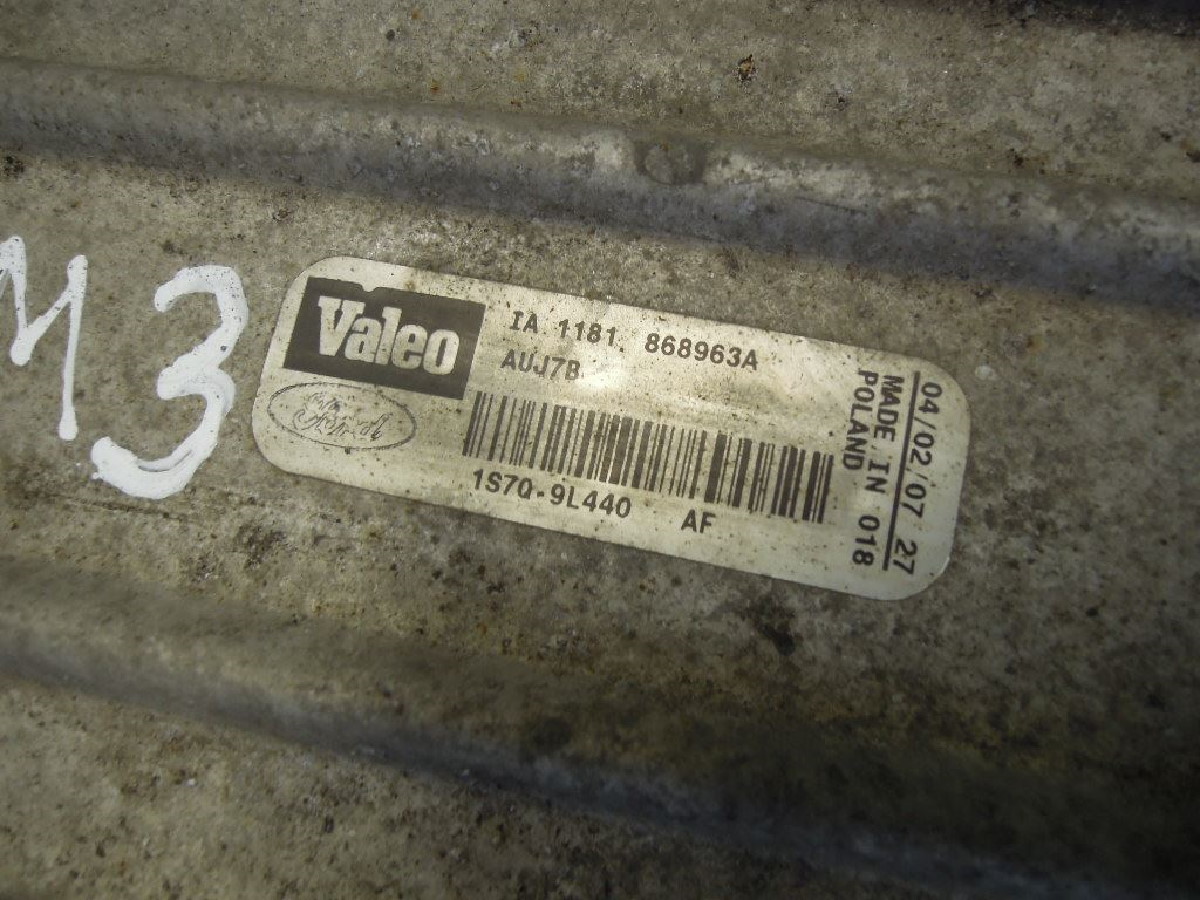 M3
Valeo
IA 1181. 868963A
AUJ7B
Ford
1S7Q-9L440 AF
04/02/07 27
MADE IN 018
POLAND